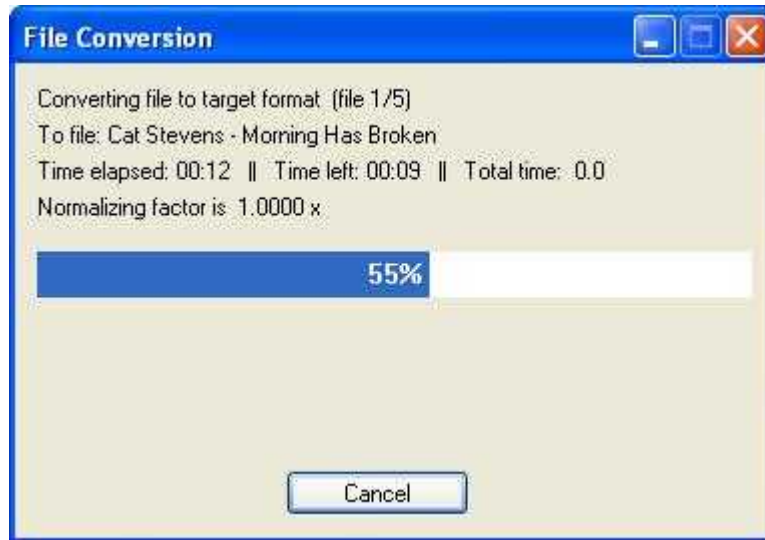 File Conversion
Converting file to target format (file 1/5)
To file: Cat Stevens - Morning Has Broken
Time elapsed: 00:12 || Time left: 00:09 || Total time: 0.0
Normalizing factor is 1.0000 x
55%
Cancel